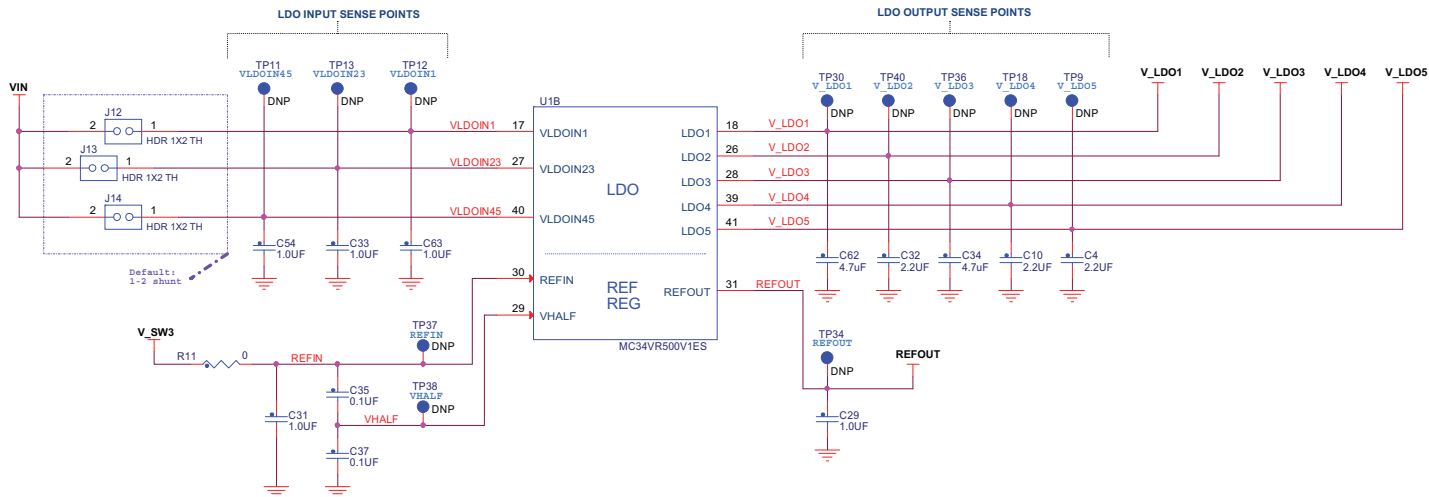 LDO INPUT SENSE POINTS
LDO OUTPUT SENSE POINTS
TP11
VLDOIN45
DNP
TP13
VLDOIN23
DNP
TP12
VLDOIN1
DNP
TP30
V_LDO1
DNP
TP40
V_LDO2
DNP
TP36
V_LDO3
DNP
TP18
V_LDO4
DNP
TP9
V_LDO5
DNP
V_LDO1
V_LDO2
V_LDO3
V_LDO4
V_LDO5
VIN
J12
2 1
HDR 1X2 TH
J13
2 1
HDR 1X2 TH
J14
2 1
HDR 1X2 TH
Default:
1-2 shunt
U1B
VLDOIN1 17 VLDOIN1
VLDOIN23 27 VLDOIN23
VLDOIN45 40 VLDOIN45
LDO
LDO1 18 V_LDO1
LDO2 26 V_LDO2
LDO3 28 V_LDO3
LDO4 39 V_LDO4
LDO5 41 V_LDO5
C54
1.0UF
C33
1.0UF
C63
1.0UF
C62
4.7uF
C32
2.2UF
C34
4.7uF
C10
2.2UF
C4
2.2UF
30 REFIN
29 VHALF
REF
REG
REFOUT 31 REFOUT
MC34VR500V1ES
V_SW3
R11 0
REFIN
TP37
REFIN
DNP
TP38
VHALF
DNP
C35
0.1UF
VHALF
C31
1.0UF
C37
0.1UF
TP34
REFOUT
DNP
REFOUT
C29
1.0UF